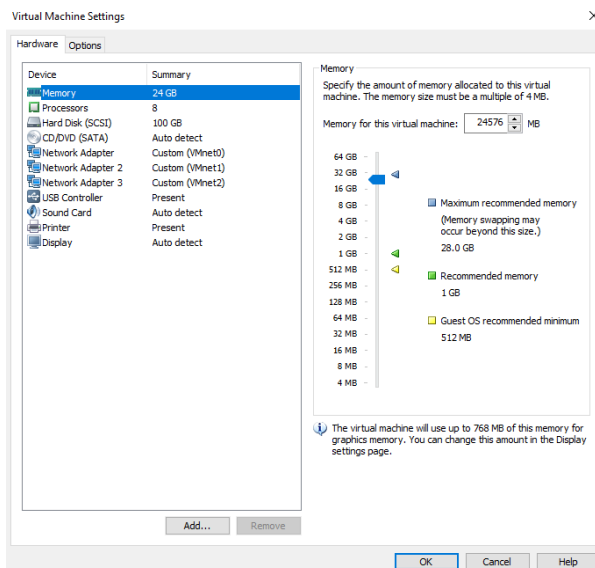 Virtual Machine Settings
Hardware Options
Device Summary
Memory 24 GB
Processors 8
Hard Disk (SCSI) 100 GB
CD/DVD (SATA) Auto detect
Network Adapter Custom (VMnet0)
Network Adapter 2 Custom (VMnet1)
Network Adapter 3 Custom (VMnet2)
USB Controller Present
Sound Card Auto detect
Printer Present
Display Auto detect
Add... Remove
Memory
Specify the amount of memory allocated to this virtual
machine. The memory size must be a multiple of 4 MB.
Memory for this virtual machine: 24576 MB
64 GB
32 GB
16 GB
8 GB
4 GB
2 GB
1 GB
512 MB
256 MB
128 MB
64 MB
32 MB
16 MB
8 MB
4 MB
Maximum recommended memory
(Memory swapping may
occur beyond this size.)
28.0 GB
Recommended memory
1 GB
Guest OS recommended minimum
512 MB
The virtual machine will use up to 768 MB of this memory for
graphics memory. You can change this amount in the Display
settings page.
OK Cancel Help